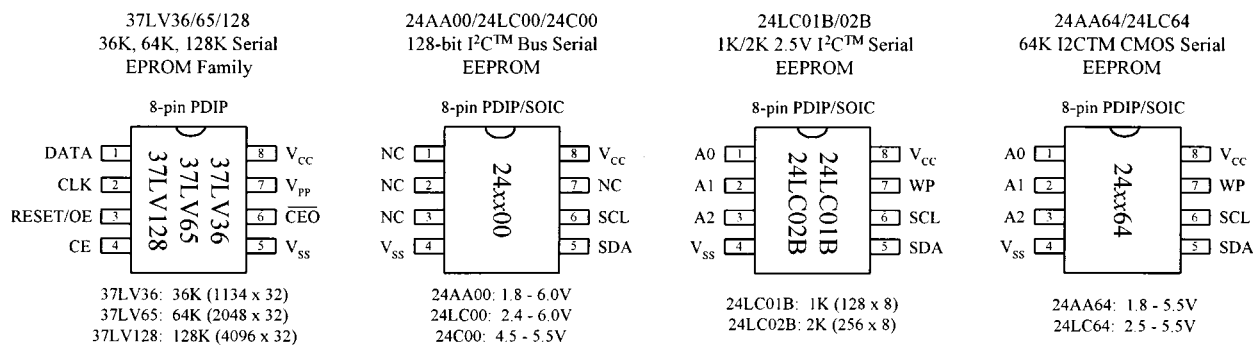 37LV36/65/128
36K, 64K, 128K Serial
EPROM Family
8-pin PDIP
DATA 1
CLK 2
RESET/OE 3
CE 4
8 VCC
7 VPP
6 CEO
5 VSS
37LV36
37LV65
37LV128
37LV36: 36K (1134 x 32)
37LV65: 64K (2048 x 32)
37LV128: 128K (4096 x 32)
24AA00/24LC00/24C00
128-bit I²C™ Bus Serial
EEPROM
8-pin PDIP/SOIC
NC 1
NC 2
NC 3
VSS 4
8 VCC
7 NC
6 SCL
5 SDA
24xx00
24AA00: 1.8 - 6.0V
24LC00: 2.4 - 6.0V
24C00: 4.5 - 5.5V
24LC01B/02B
1K/2K 2.5V I²C™ Serial
EEPROM
8-pin PDIP/SOIC
A0 1
A1 2
A2 3
VSS 4
8 VCC
7 WP
6 SCL
5 SDA
24LC01B
24LC02B
24LC01B: 1K (128 x 8)
24LC02B: 2K (256 x 8)
24AA64/24LC64
64K I2CTM CMOS Serial
EEPROM
8-pin PDIP/SOIC
A0 1
A1 2
A2 3
VSS 4
8 VCC
7 WP
6 SCL
5 SDA
24xx64
24AA64: 1.8 - 5.5V
24LC64: 2.5 - 5.5V